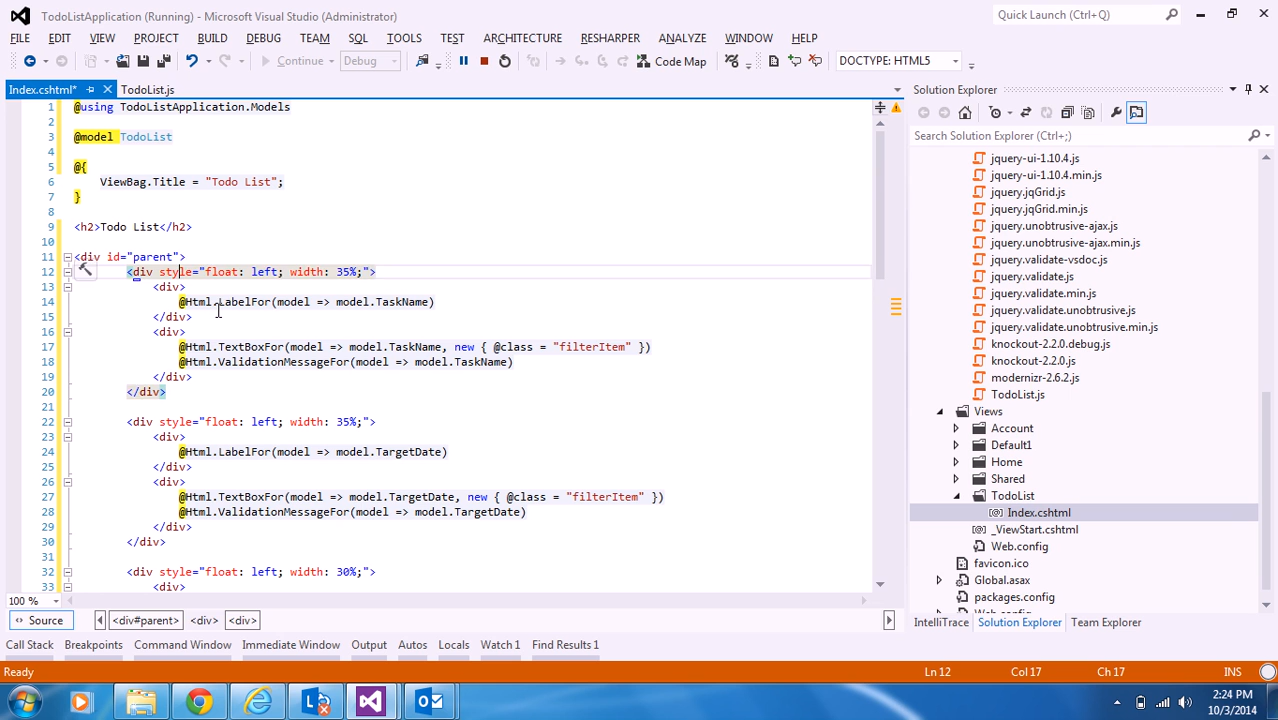 TodoListApplication (Running) - Microsoft Visual Studio (Administrator)
Quick Launch (Ctrl+Q)
FILE EDIT VIEW PROJECT BUILD DEBUG TEAM SQL TOOLS TEST ARCHITECTURE RESHARPER ANALYZE WINDOW HELP
Continue Debug Code Map DOCTYPE: HTML5
Index.cshtml* TodoList.js
1 @using TodoListApplication.Models
2
3 @model TodoList
4
5 @{
6 ViewBag.Title = "Todo List";
7 }
8
9 <h2>Todo List</h2>
10
11 <div id="parent">
12 <div style="float: left; width: 35%;">
13 <div>
14 @Html.LabelFor(model => model.TaskName)
15 </div>
16 <div>
17 @Html.TextBoxFor(model => model.TaskName, new { @class = "filterItem" })
18 @Html.ValidationMessageFor(model => model.TaskName)
19 </div>
20 </div>
21
22 <div style="float: left; width: 35%;">
23 <div>
24 @Html.LabelFor(model => model.TargetDate)
25 </div>
26 <div>
27 @Html.TextBoxFor(model => model.TargetDate, new { @class = "filterItem" })
28 @Html.ValidationMessageFor(model => model.TargetDate)
29 </div>
30 </div>
31
32 <div style="float: left; width: 30%;">
33 <div>
100 %
Source <div#parent> <div> <div>
Solution Explorer
Search Solution Explorer (Ctrl+;)
jquery-ui-1.10.4.js
jquery-ui-1.10.4.min.js
jquery.jqGrid.js
jquery.jqGrid.min.js
jquery.unobtrusive-ajax.js
jquery.unobtrusive-ajax.min.js
jquery.validate-vsdoc.js
jquery.validate.js
jquery.validate.min.js
jquery.validate.unobtrusive.js
jquery.validate.unobtrusive.min.js
knockout-2.2.0.debug.js
knockout-2.2.0.js
modernizr-2.6.2.js
TodoList.js
Views
Account
Default1
Home
Shared
TodoList
Index.cshtml
_ViewStart.cshtml
Web.config
favicon.ico
Global.asax
packages.config
Web.config
IntelliTrace Solution Explorer Team Explorer
Call Stack Breakpoints Command Window Immediate Window Output Autos Locals Watch 1 Find Results 1
Ready Ln 12 Col 17 Ch 17 INS
2:24 PM
10/3/2014